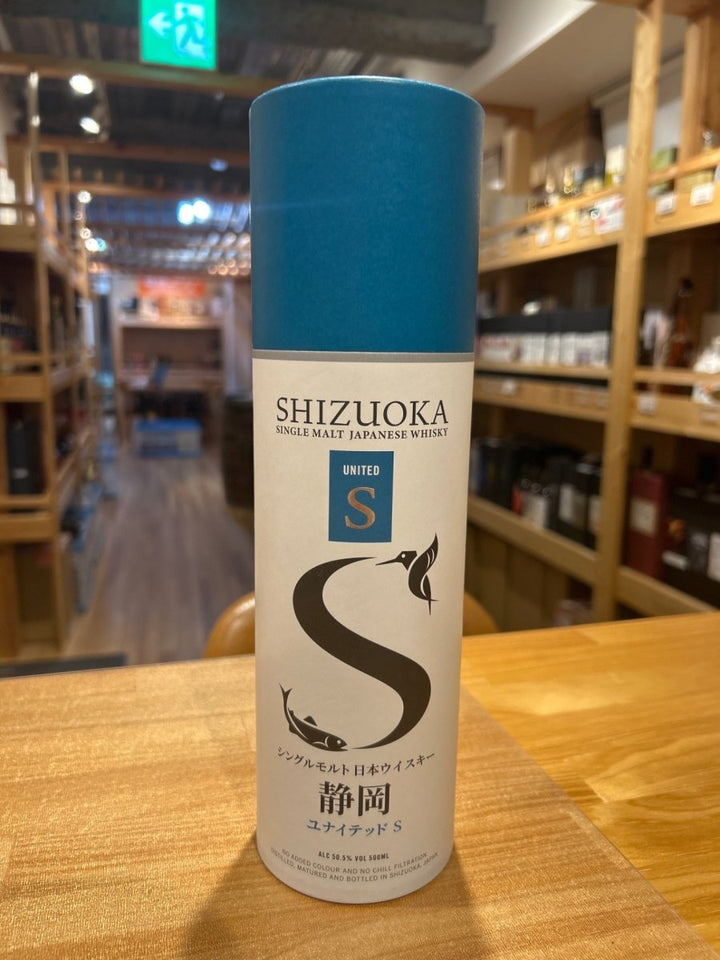 SHIZUOKA
SINGLE MALT JAPANESE WHISKY
UNITED
S
シングルモルト日本ウイスキー
静岡
ユナイテッド S
ALC 50.5% VOL 500ML
NO ADDED COLOUR AND NO CHILL FILTRATION
DISTILLED, MATURED AND BOTTLED IN SHIZUOKA, JAPAN